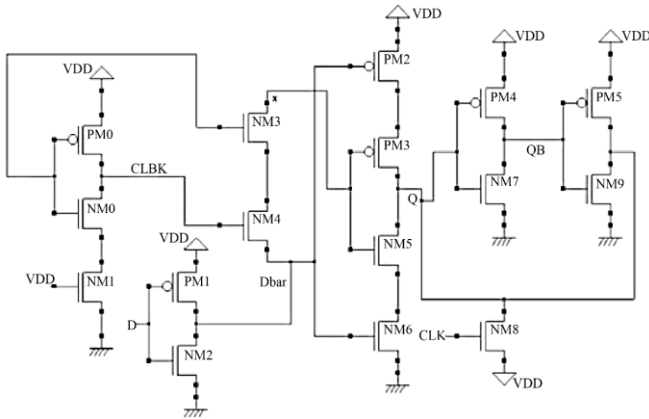 VDD
VDD
VDD
VDD
PM2
PM0
NM3
x
PM4
PM5
PM3
CLBK
QB
NM0
NM4
Q
NM7
NM9
VDD
NM5
VDD
NM1
PM1
Dbar
D
NM2
NM6
CLK
NM8
VDD